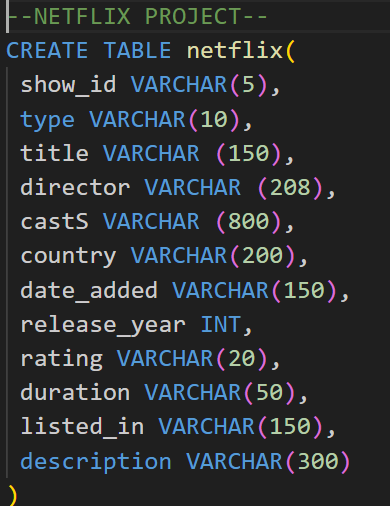 --NETFLIX PROJECT--
CREATE TABLE netflix(
show_id VARCHAR(5),
type VARCHAR(10),
title VARCHAR (150),
director VARCHAR (208),
castS VARCHAR (800),
country VARCHAR(200),
date_added VARCHAR(150),
release_year INT,
rating VARCHAR(20),
duration VARCHAR(50),
listed_in VARCHAR(150),
description VARCHAR(300)
)